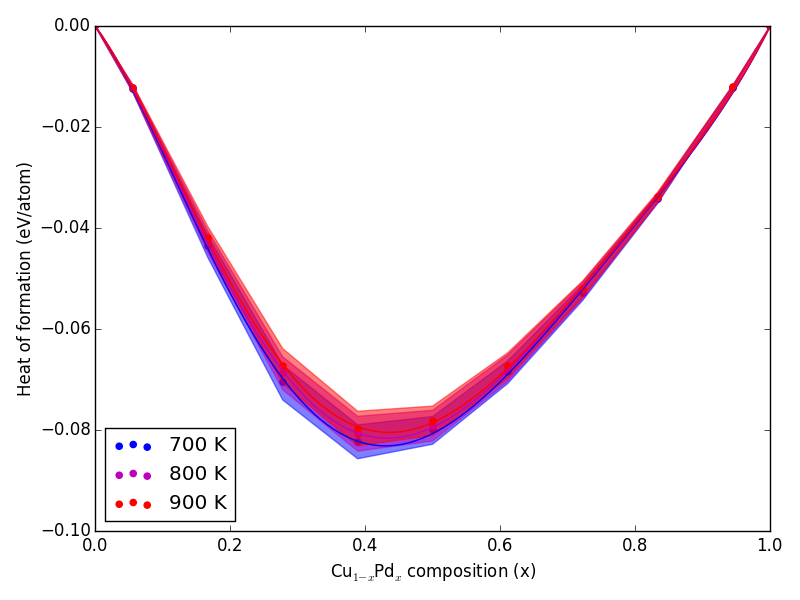 0.00
−0.02
−0.04
−0.06
−0.08
−0.10
Heat of formation (eV/atom)
700 K
800 K
900 K
0.0 0.2 0.4 0.6 0.8 1.0
Cu₁₋ₓPdₓ composition (x)